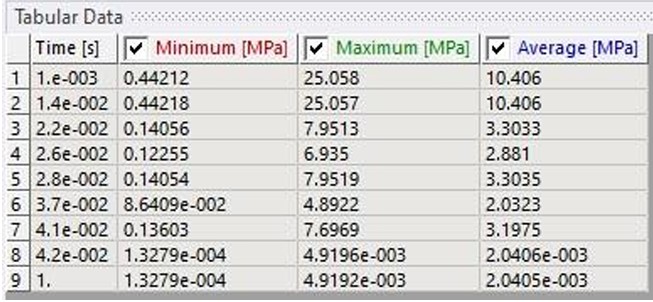 Tabular Data
Time [s] Minimum [MPa] Maximum [MPa] Average [MPa]
1 1.e-003 0.44212 25.058 10.406
2 1.4e-002 0.44218 25.057 10.406
3 2.2e-002 0.14056 7.9513 3.3033
4 2.6e-002 0.12255 6.935 2.881
5 2.8e-002 0.14054 7.9519 3.3035
6 3.7e-002 8.6409e-002 4.8922 2.0323
7 4.1e-002 0.13603 7.6969 3.1975
8 4.2e-002 1.3279e-004 4.9196e-003 2.0406e-003
9 1. 1.3279e-004 4.9192e-003 2.0405e-003